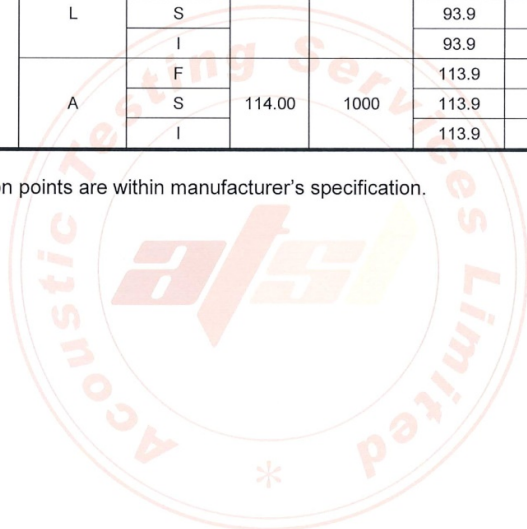 L S 93.9
I 93.9
F 113.9
A S 114.00 1000 113.9
I 113.9
on points are within manufacturer's specification.
Acoustic Testing Services Limited
atsl
*